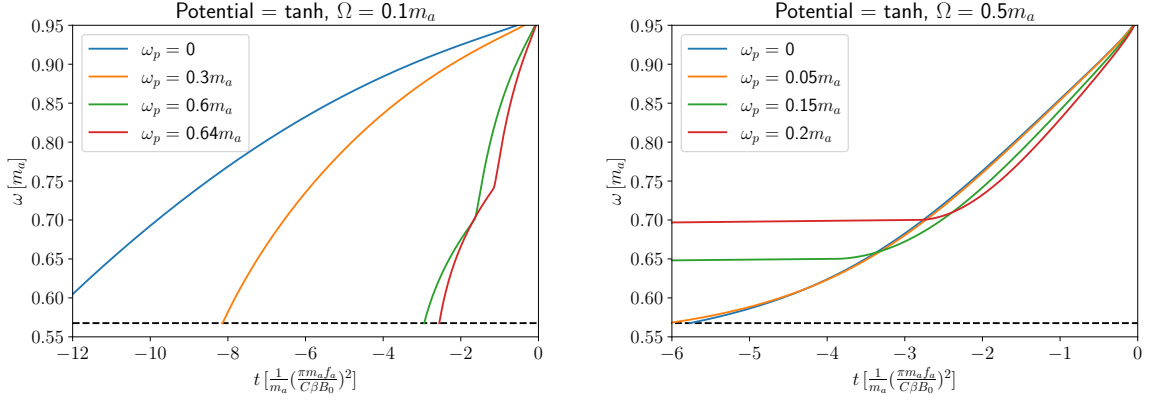 Potential = tanh, Ω = 0.1m_a
ω [m_a]
0.95
0.90
0.85
0.80
0.75
0.70
0.65
0.60
0.55
ω_p = 0
ω_p = 0.3m_a
ω_p = 0.6m_a
ω_p = 0.64m_a
−12
−10
−8
−6
−4
−2
0
t [1/m_a (πm_a f_a/CβB_0)^2]
Potential = tanh, Ω = 0.5m_a
ω [m_a]
0.95
0.90
0.85
0.80
0.75
0.70
0.65
0.60
0.55
ω_p = 0
ω_p = 0.05m_a
ω_p = 0.15m_a
ω_p = 0.2m_a
−6
−5
−4
−3
−2
−1
0
t [1/m_a (πm_a f_a/CβB_0)^2]